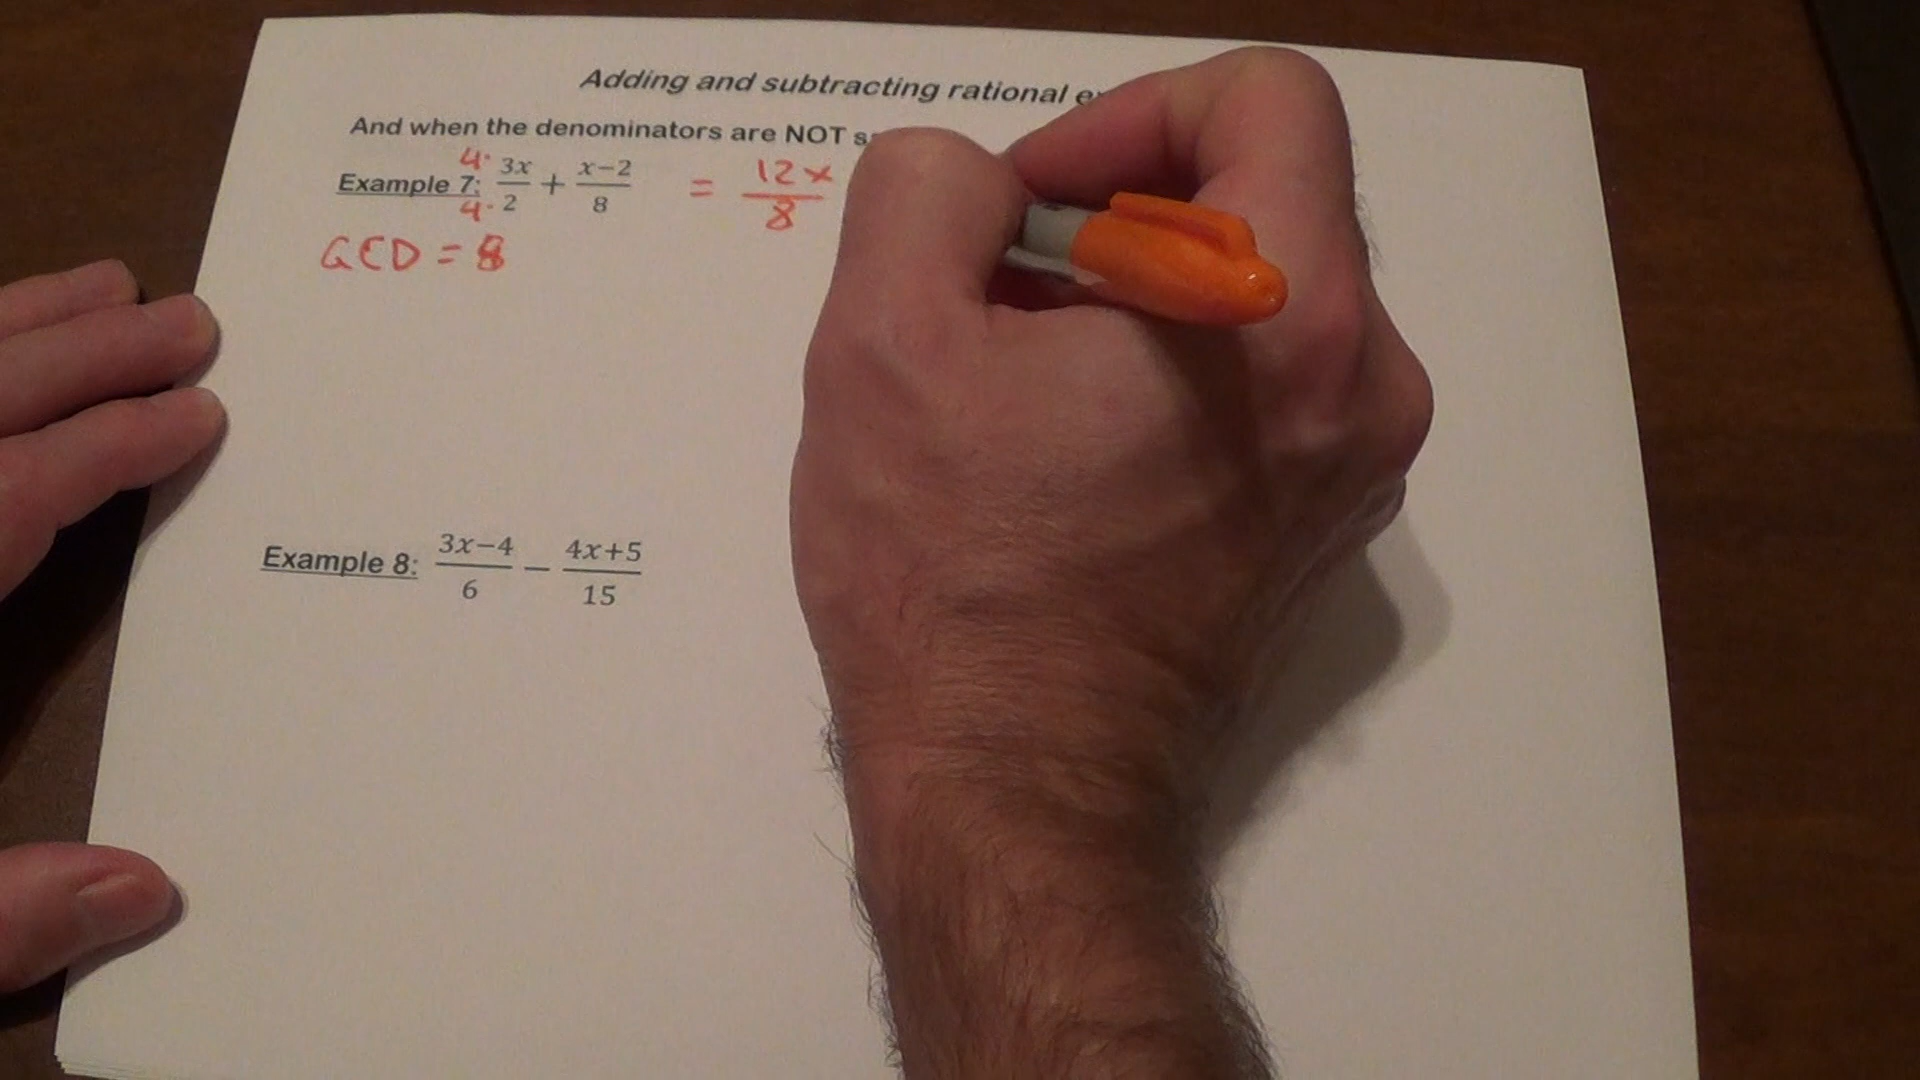 Adding and subtracting rational
And when the denominators are NOT
4· 4·
Example 7: 3x/2 + (x−2)/8 = 12x/8
GCD = 8
Example 8: (3x−4)/6 − (4x+5)/15